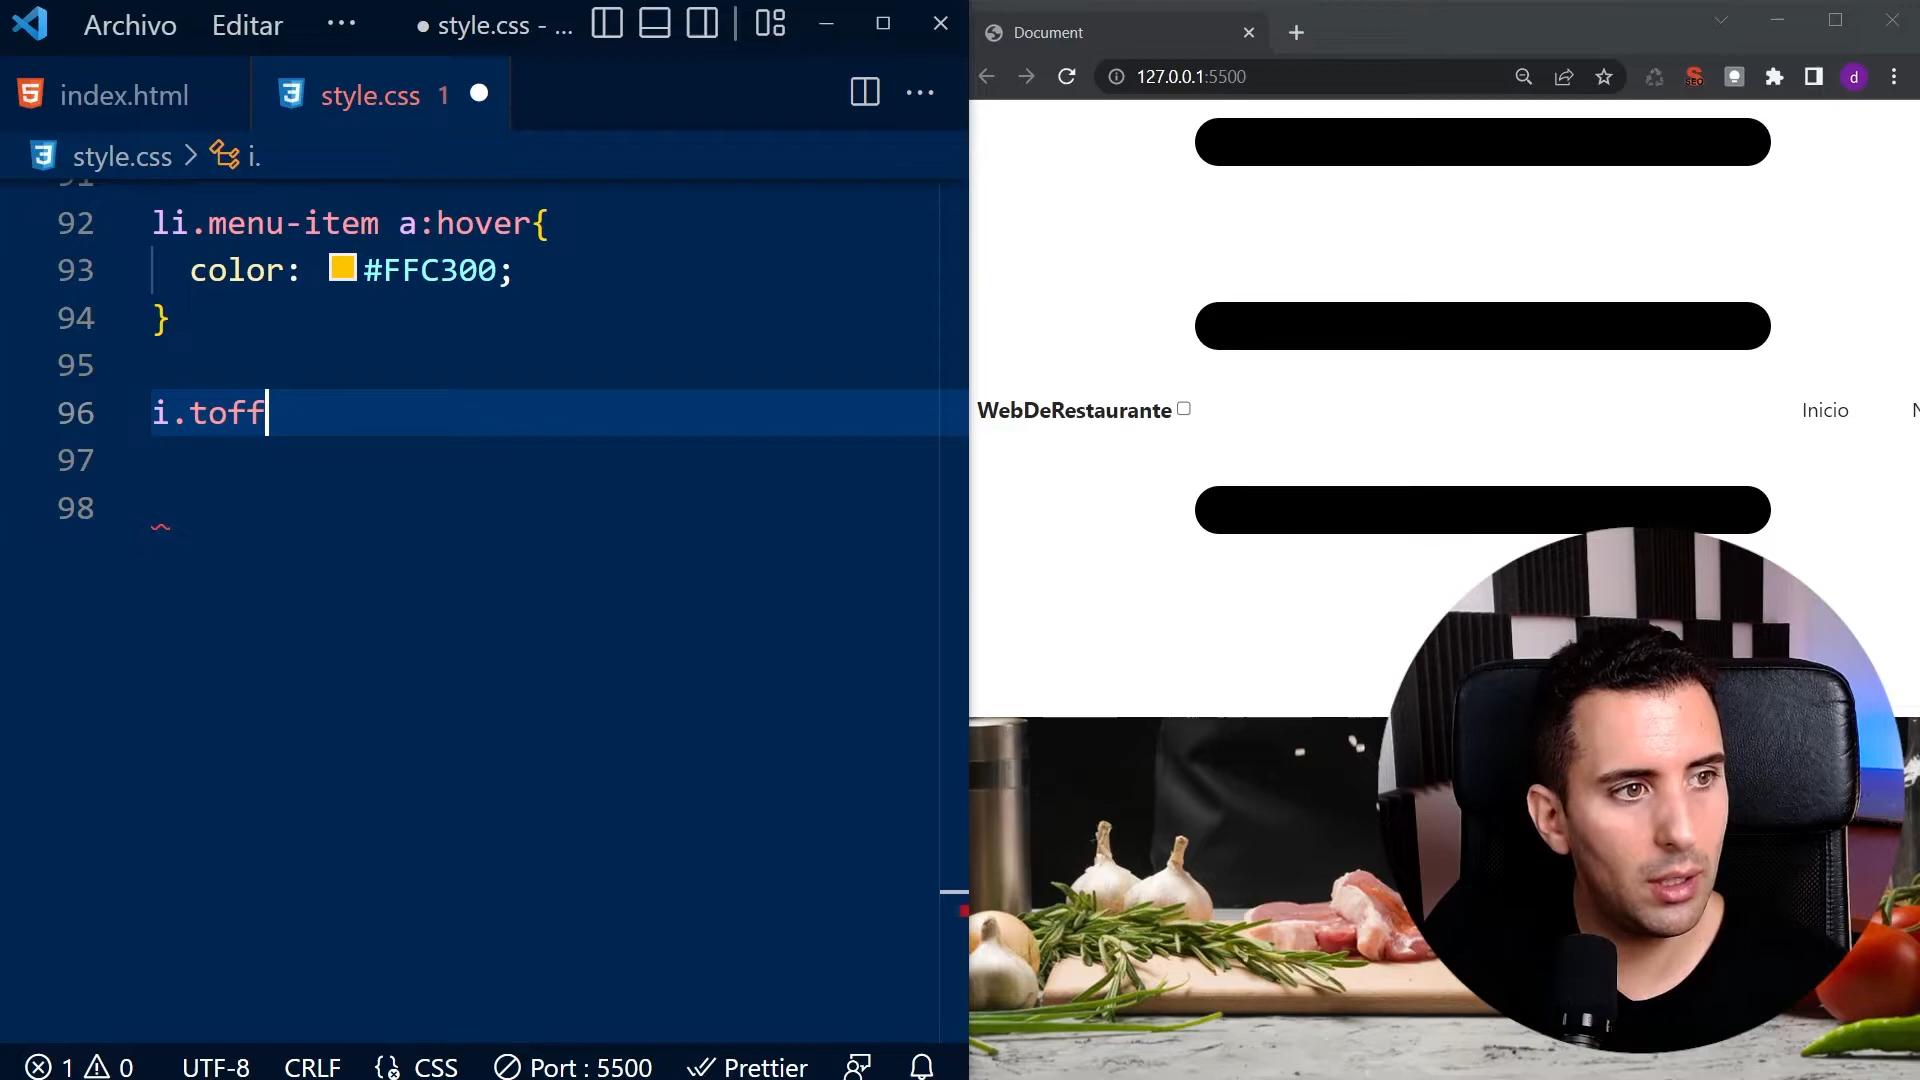 Archivo Editar ··· ● style.css - ...
index.html style.css 1
style.css > i.
91
92 li.menu-item a:hover{
93 color: #FFC300;
94 }
95
96 i.toff
97
98
1 0 UTF-8 CRLF CSS Port : 5500 Prettier
Document
127.0.0.1:5500 SEO d
WebDeRestaurante Inicio N